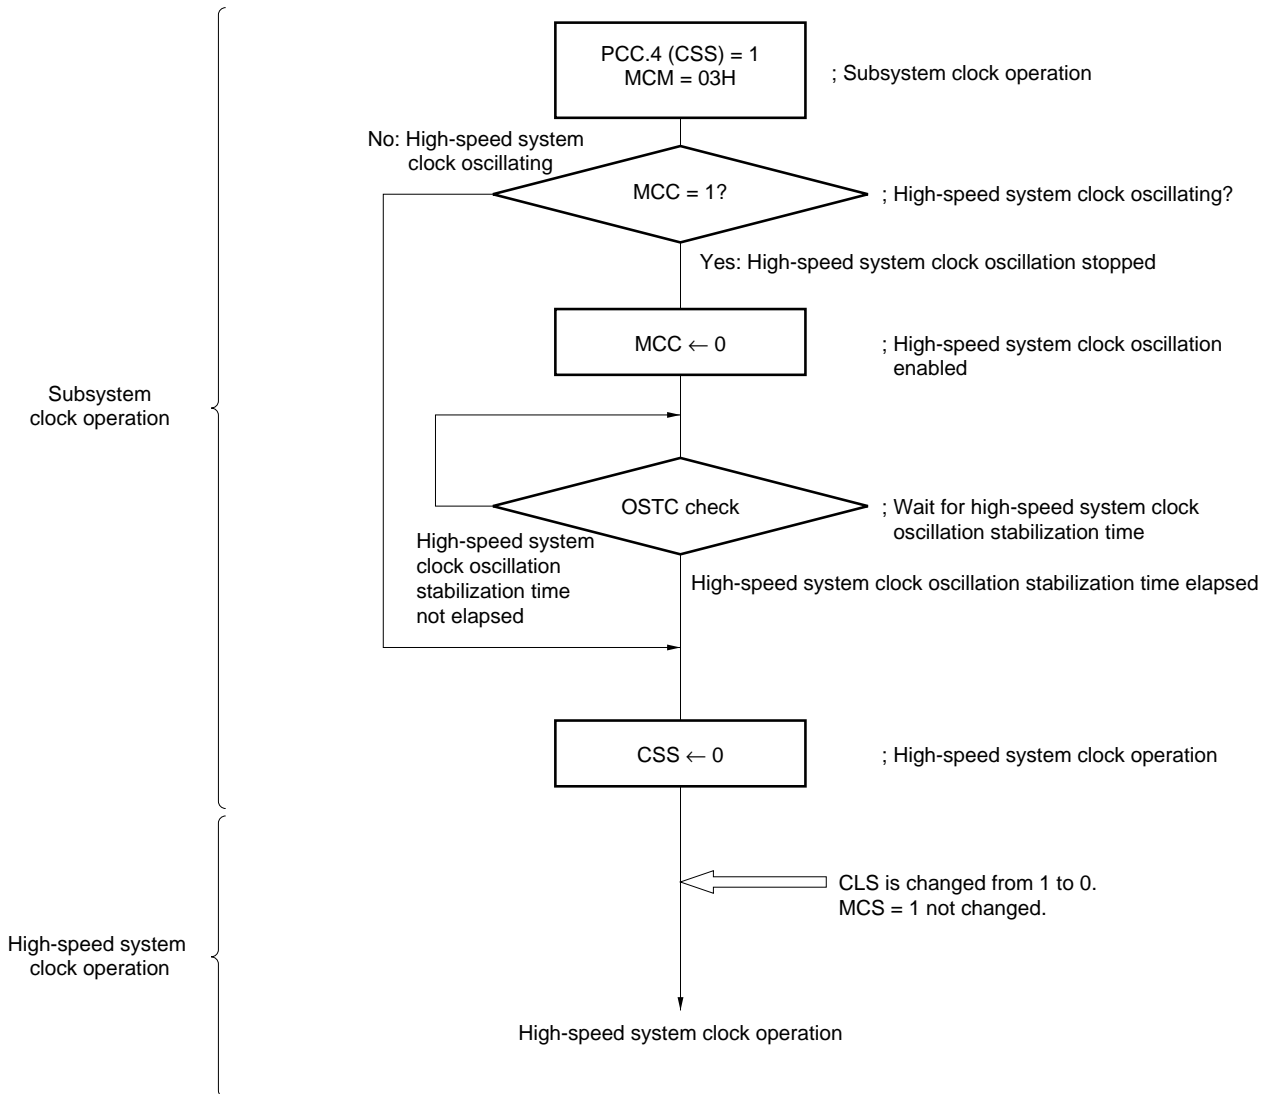 PCC.4 (CSS) = 1
MCM = 03H
; Subsystem clock operation
No: High-speed system
clock oscillating
MCC = 1?
; High-speed system clock oscillating?
Yes: High-speed system clock oscillation stopped
MCC ← 0
; High-speed system clock oscillation
enabled
Subsystem
clock operation
OSTC check
; Wait for high-speed system clock
oscillation stabilization time
High-speed system
clock oscillation
stabilization time
not elapsed
High-speed system clock oscillation stabilization time elapsed
CSS ← 0
; High-speed system clock operation
CLS is changed from 1 to 0.
MCS = 1 not changed.
High-speed system
clock operation
High-speed system clock operation